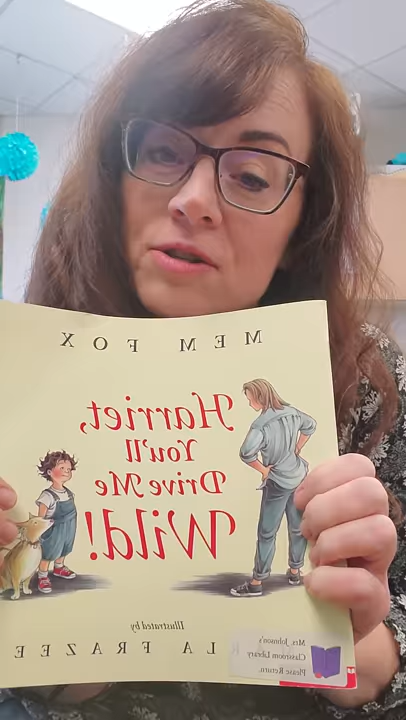 MEM FOX
Harriet,
You'll
Drive Me
Wild!
Illustrated by
LA FRAZEE
Mrs. Johnson's
Classroom Library
Please Return.